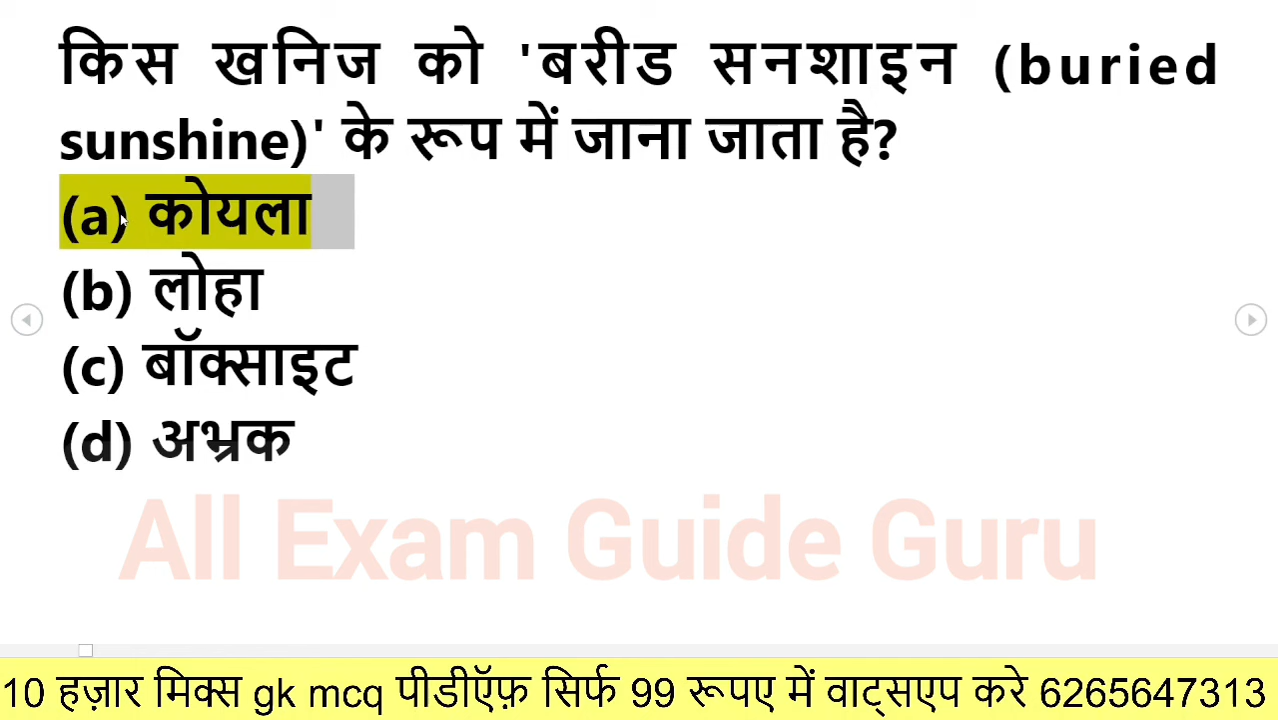 किस खनिज को 'बरीड सनशाइन (buried
sunshine)' के रूप में जाना जाता है?
(a) कोयला
(b) लोहा
(c) बॉक्साइट
(d) अभ्रक
All Exam Guide Guru
10 हज़ार मिक्स gk mcq पीडीऍफ़ सिर्फ 99 रूपए में वाट्सएप करे 6265647313